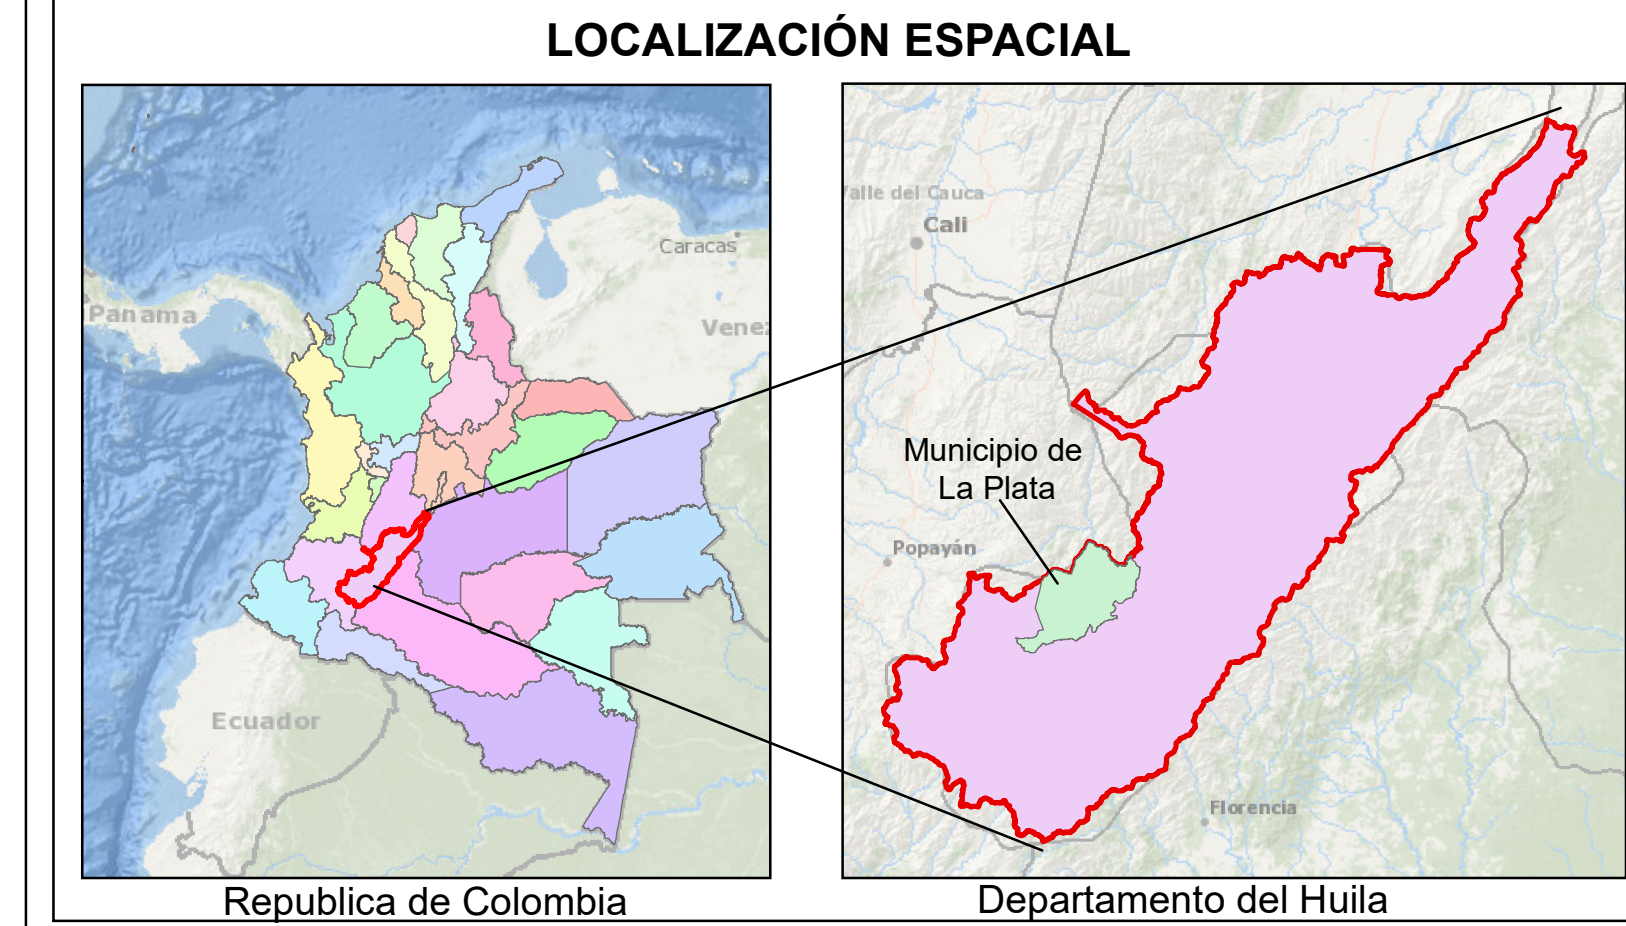 LOCALIZACIÓN ESPACIAL
Caracas
Panama
Venez
Ecuador
Republica de Colombia
alle del Cauca
Cali
Municipio de
La Plata
Popayán
Florencia
Departamento del Huila